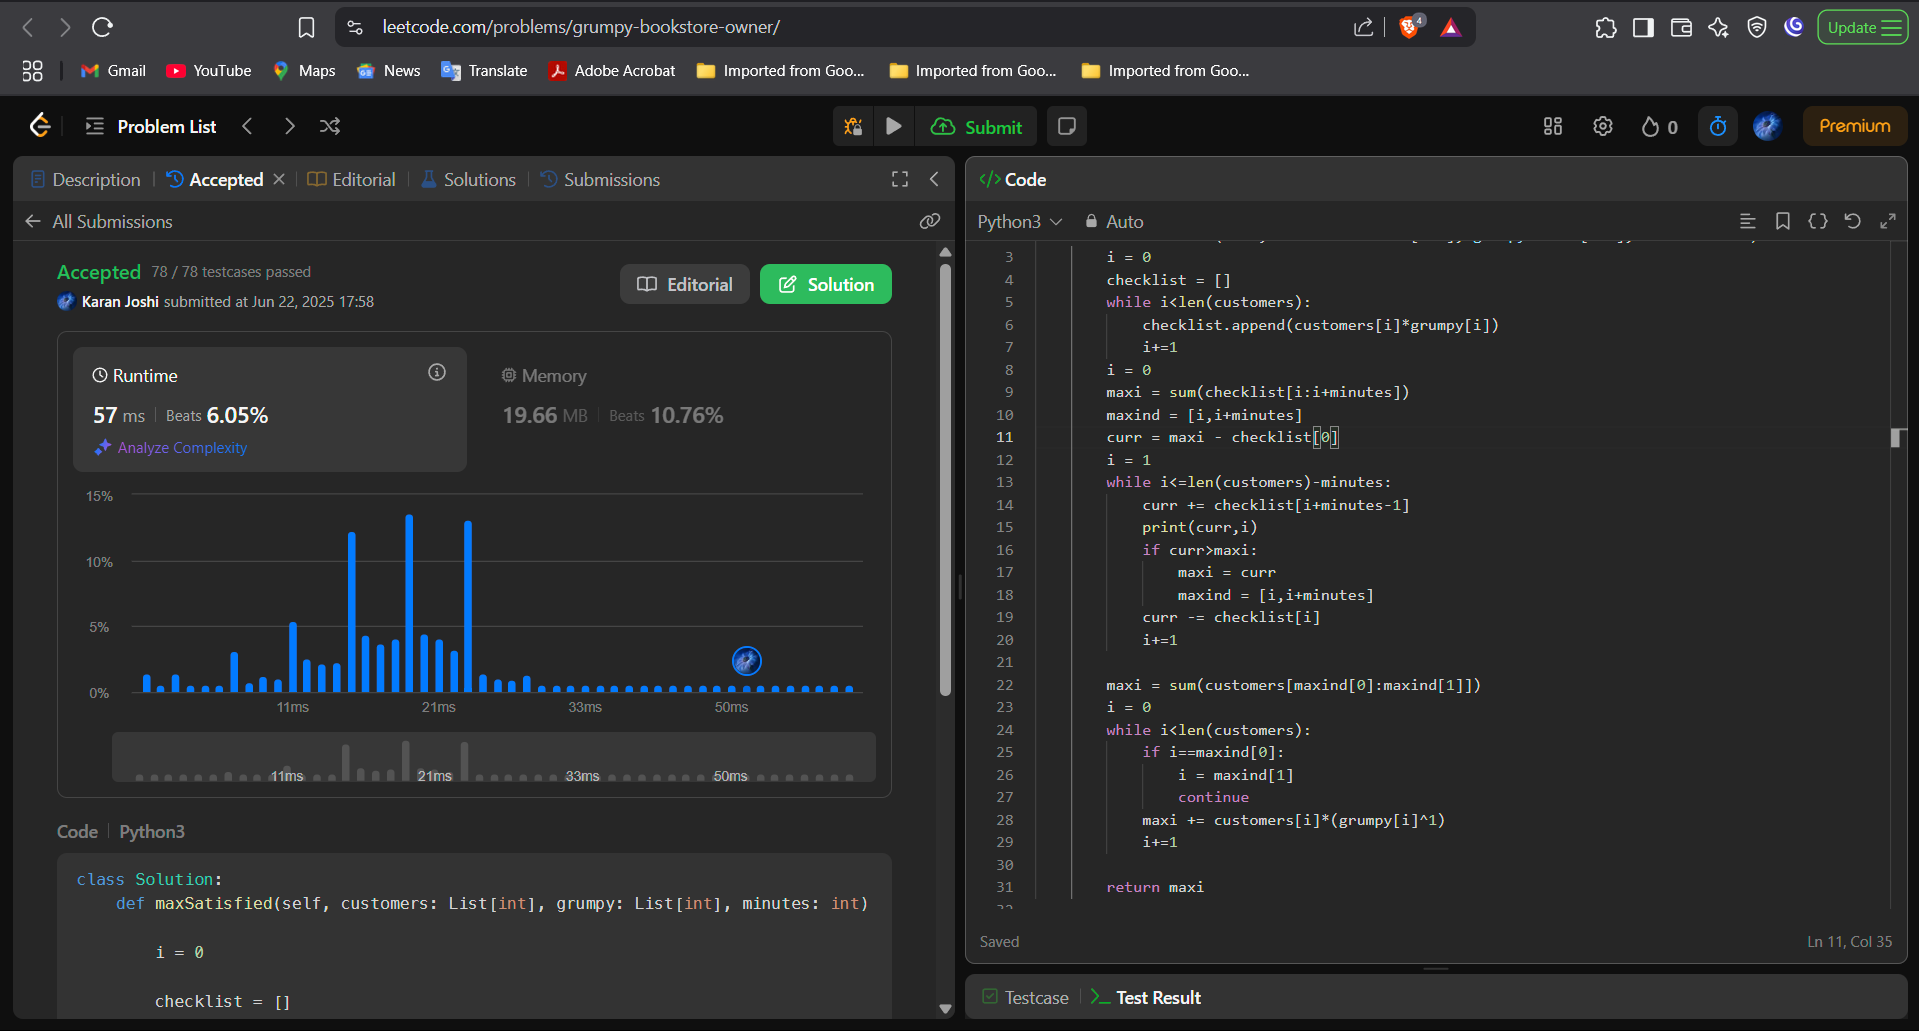 leetcode.com/problems/grumpy-bookstore-owner/
4
Update
Gmail
YouTube
Maps
News
Translate
Adobe Acrobat
Imported from Goo...
Imported from Goo...
Imported from Goo...
Problem List
Submit
0
Premium
Description
Accepted
Editorial
Solutions
Submissions
All Submissions
Accepted 78 / 78 testcases passed
Karan Joshi submitted at Jun 22, 2025 17:58
Editorial
Solution
Runtime
57 ms Beats 6.05%
Analyze Complexity
Memory
19.66 MB Beats 10.76%
15%
10%
5%
0%
11ms 21ms 33ms 50ms
11ms 21ms 33ms 50ms
Code Python3
class Solution:
def maxSatisfied(self, customers: List[int], grumpy: List[int], minutes: int)
i = 0
checklist = []
</> Code
Python3 Auto
3 i = 0
4 checklist = []
5 while i<len(customers):
6 checklist.append(customers[i]*grumpy[i])
7 i+=1
8 i = 0
9 maxi = sum(checklist[i:i+minutes])
10 maxind = [i,i+minutes]
11 curr = maxi - checklist[0]
12 i = 1
13 while i<=len(customers)-minutes:
14 curr += checklist[i+minutes-1]
15 print(curr,i)
16 if curr>maxi:
17 maxi = curr
18 maxind = [i,i+minutes]
19 curr -= checklist[i]
20 i+=1
21
22 maxi = sum(customers[maxind[0]:maxind[1]])
23 i = 0
24 while i<len(customers):
25 if i==maxind[0]:
26 i = maxind[1]
27 continue
28 maxi += customers[i]*(grumpy[i]^1)
29 i+=1
30
31 return maxi
Saved
Ln 11, Col 35
Testcase
Test Result